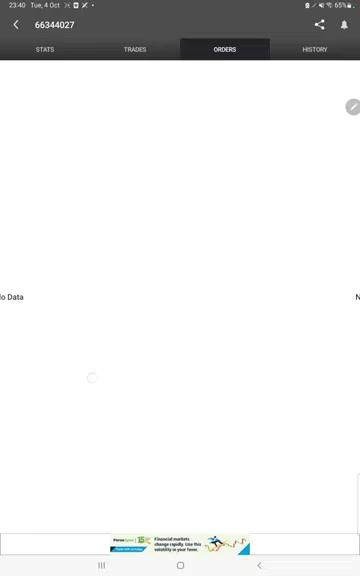 23:40 Tue, 4 Oct
65%
66344027
STATS TRADES ORDERS HISTORY
lo Data N
Financial markets
change rapidly. Use this
volatility in your favor.